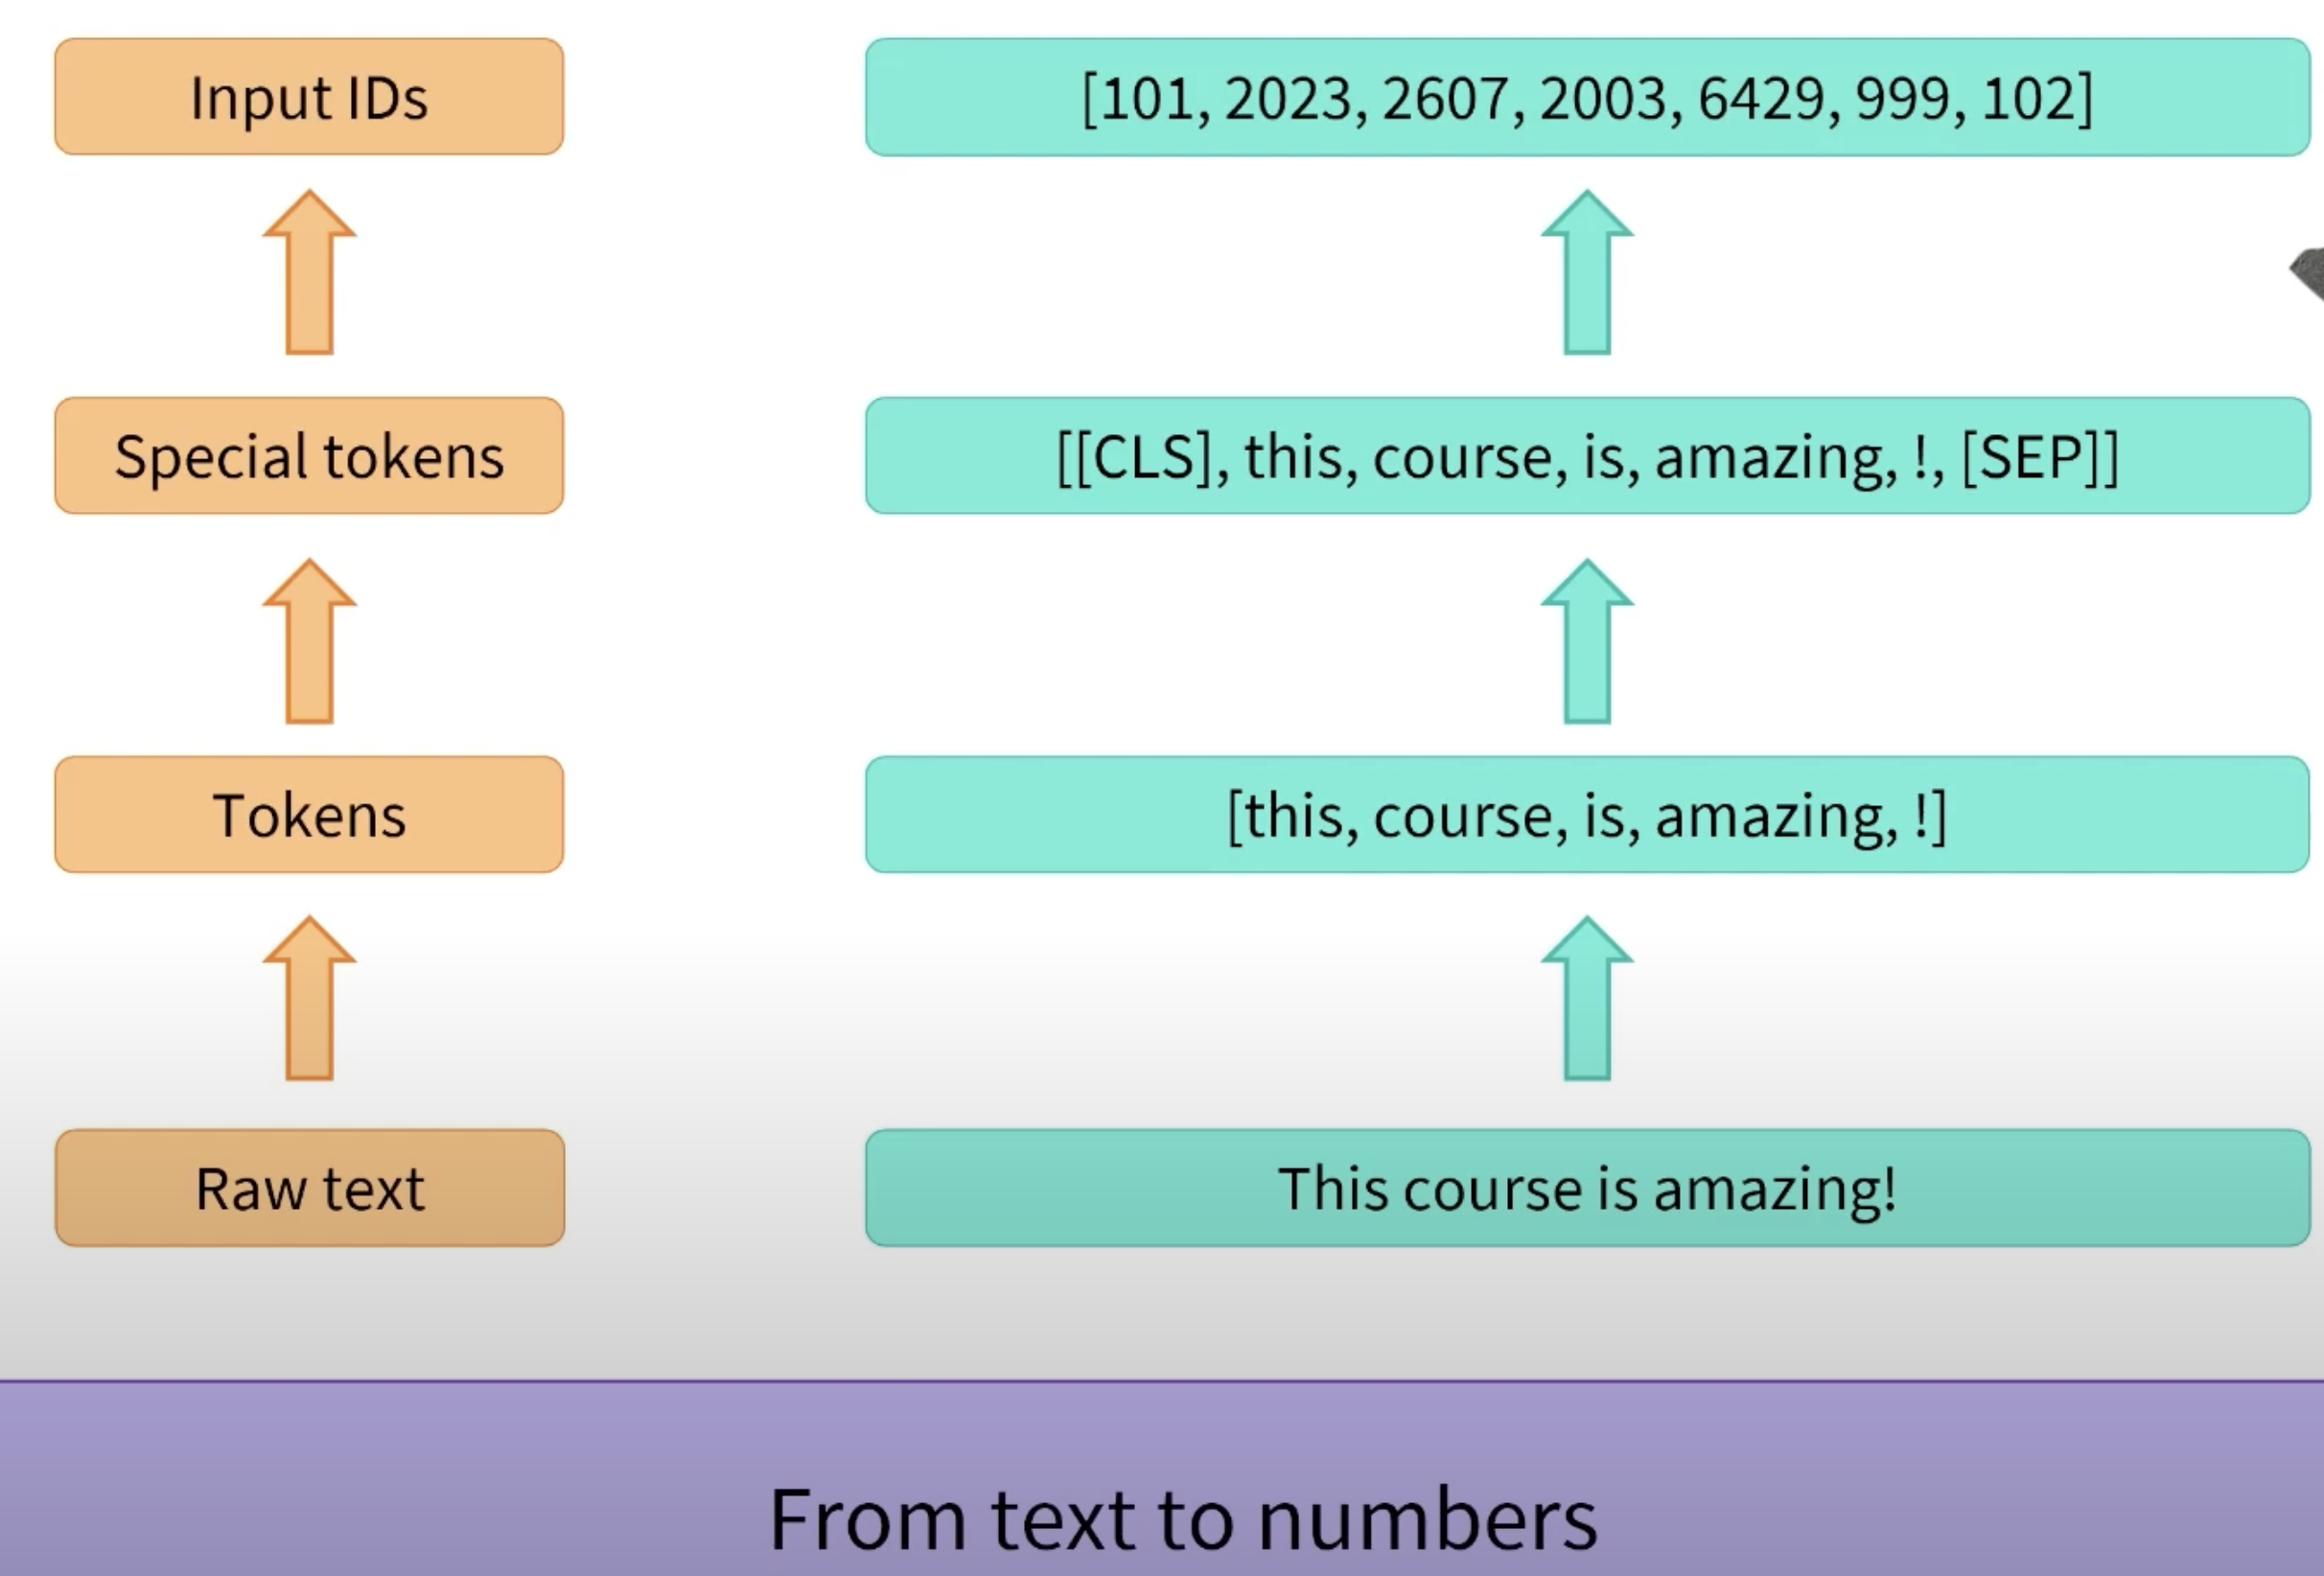 Input IDs
[101, 2023, 2607, 2003, 6429, 999, 102]
Special tokens
[[CLS], this, course, is, amazing, !, [SEP]]
Tokens
[this, course, is, amazing, !]
Raw text
This course is amazing!
From text to numbers